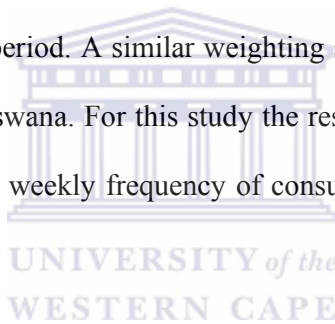 period. A similar weighting
swana. For this study the res
weekly frequency of consu
UNIVERSITY of the
WESTERN CAPE